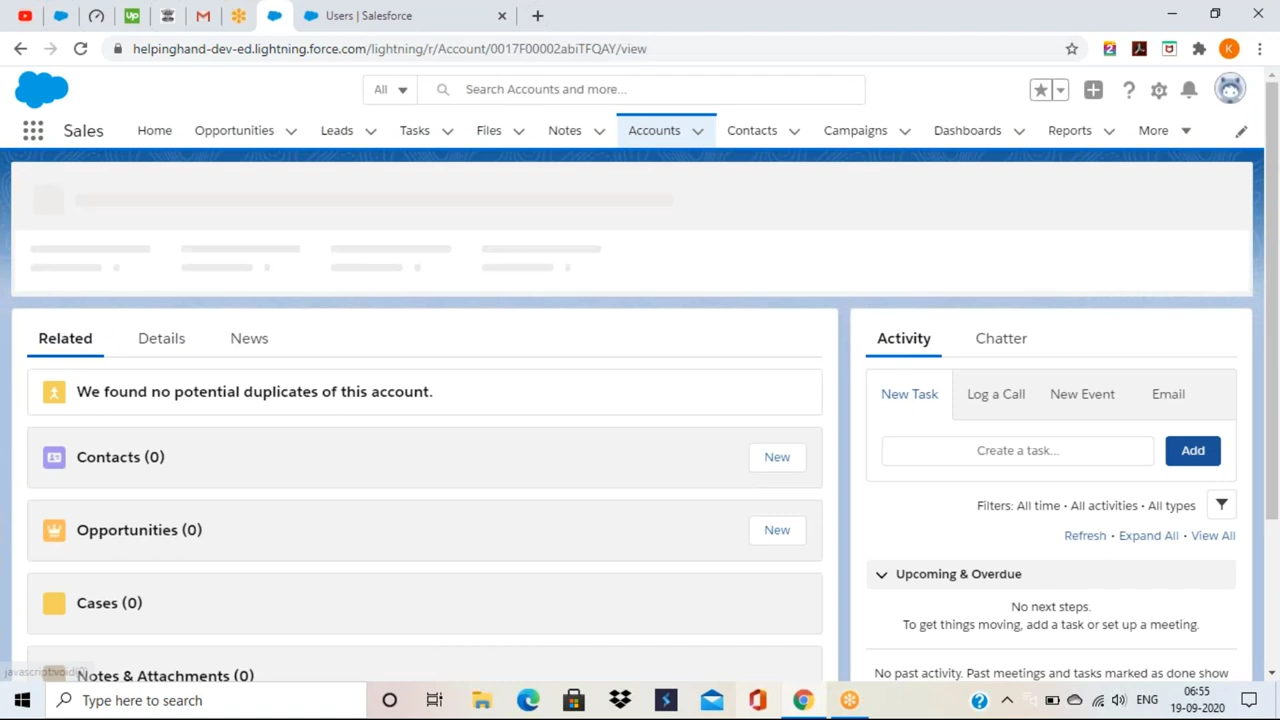 Up
Users | Salesforce
helpinghand-dev-ed.lightning.force.com/lightning/r/Account/0017F00002abiTFQAY/view
2
K
All
Search Accounts and more...
Sales
Home
Opportunities
Leads
Tasks
Files
Notes
Accounts
Contacts
Campaigns
Dashboards
Reports
More
Related
Details
News
Activity
Chatter
We found no potential duplicates of this account.
New Task
Log a Call
New Event
Email
Contacts (0)
New
Create a task...
Add
Opportunities (0)
New
Filters: All time • All activities • All types
Refresh • Expand All • View All
Cases (0)
Upcoming & Overdue
No next steps.
To get things moving, add a task or set up a meeting.
Notes & Attachments (0)
No past activity. Past meetings and tasks marked as done show
javascript:void(0)
Type here to search
ENG
06:55
19-09-2020